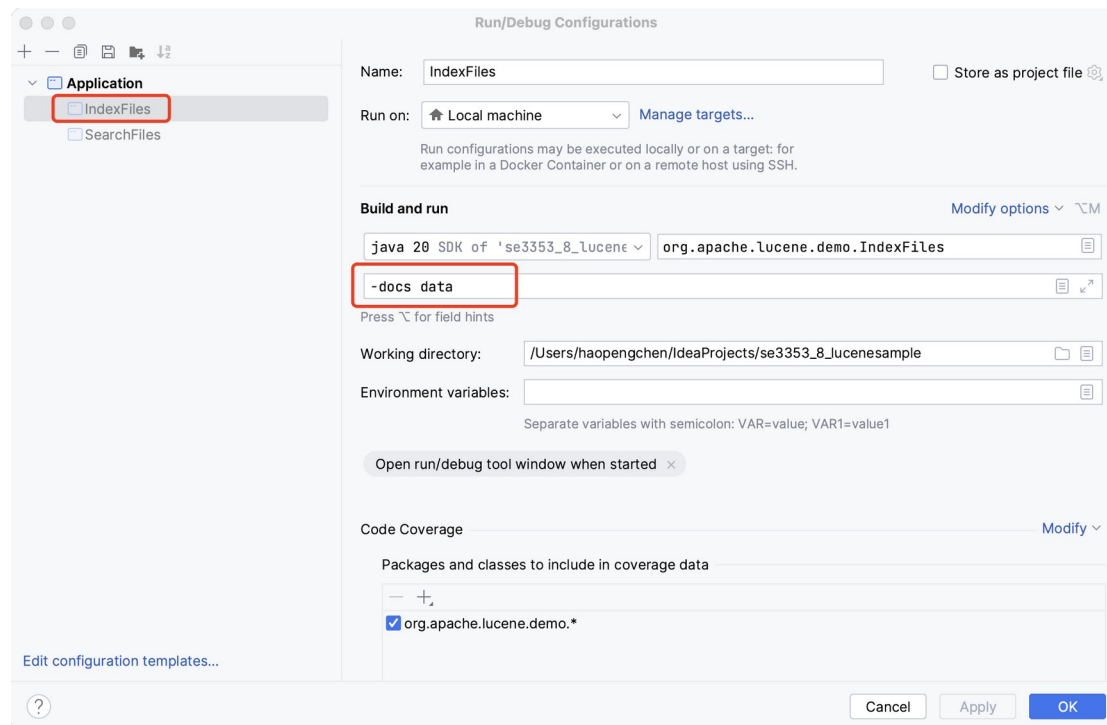 Run/Debug Configurations
Application
IndexFiles
SearchFiles
Name: IndexFiles
Store as project file
Run on: Local machine Manage targets...
Run configurations may be executed locally or on a target: for
example in a Docker Container or on a remote host using SSH.
Build and run
Modify options ⌥M
java 20 SDK of 'se3353_8_lucene org.apache.lucene.demo.IndexFiles
-docs data
Press ⌥ for field hints
Working directory: /Users/haopengchen/IdeaProjects/se3353_8_lucenesample
Environment variables:
Separate variables with semicolon: VAR=value; VAR1=value1
Open run/debug tool window when started ×
Code Coverage
Modify
Packages and classes to include in coverage data
org.apache.lucene.demo.*
Edit configuration templates...
?
Cancel
Apply
OK